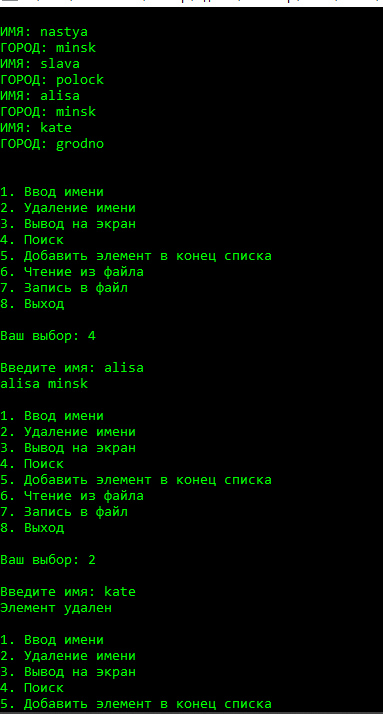 ИМЯ: nastya
ГОРОД: minsk
ИМЯ: slava
ГОРОД: polock
ИМЯ: alisa
ГОРОД: minsk
ИМЯ: kate
ГОРОД: grodno
1. Ввод имени
2. Удаление имени
3. Вывод на экран
4. Поиск
5. Добавить элемент в конец списка
6. Чтение из файла
7. Запись в файл
8. Выход
Ваш выбор: 4
Введите имя: alisa
alisa minsk
1. Ввод имени
2. Удаление имени
3. Вывод на экран
4. Поиск
5. Добавить элемент в конец списка
6. Чтение из файла
7. Запись в файл
8. Выход
Ваш выбор: 2
Введите имя: kate
Элемент удален
1. Ввод имени
2. Удаление имени
3. Вывод на экран
4. Поиск
5. Добавить элемент в конец списка